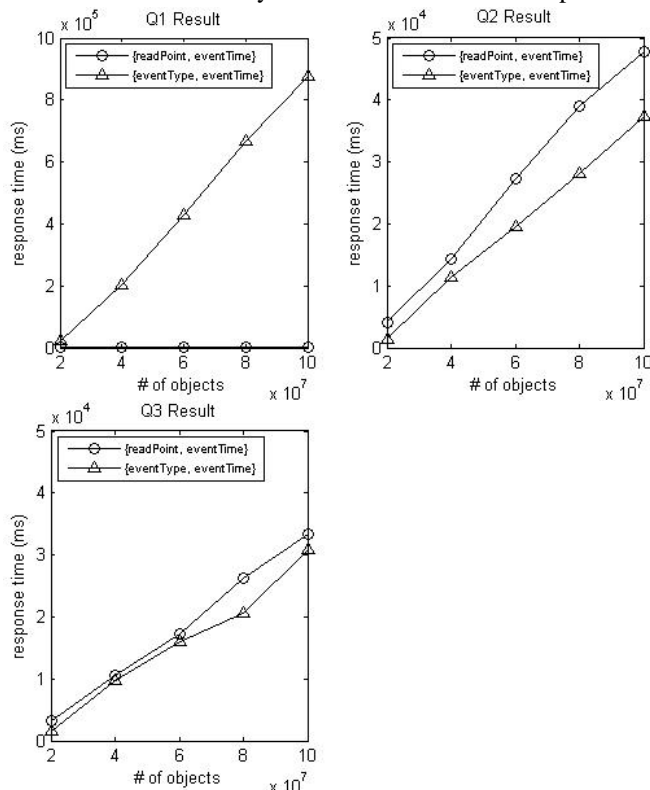 Q1 Result
x 10^5
{readPoint, eventTime}
{eventType, eventTime}
10
8
6
4
2
0
response time (ms)
2 4 6 8 10
# of objects
x 10^7
Q2 Result
x 10^4
{readPoint, eventTime}
{eventType, eventTime}
5
4
3
2
1
0
response time (ms)
2 4 6 8 10
# of objects
x 10^7
Q3 Result
x 10^4
{readPoint, eventTime}
{eventType, eventTime}
5
4
3
2
1
0
response time (ms)
2 4 6 8 10
# of objects
x 10^7